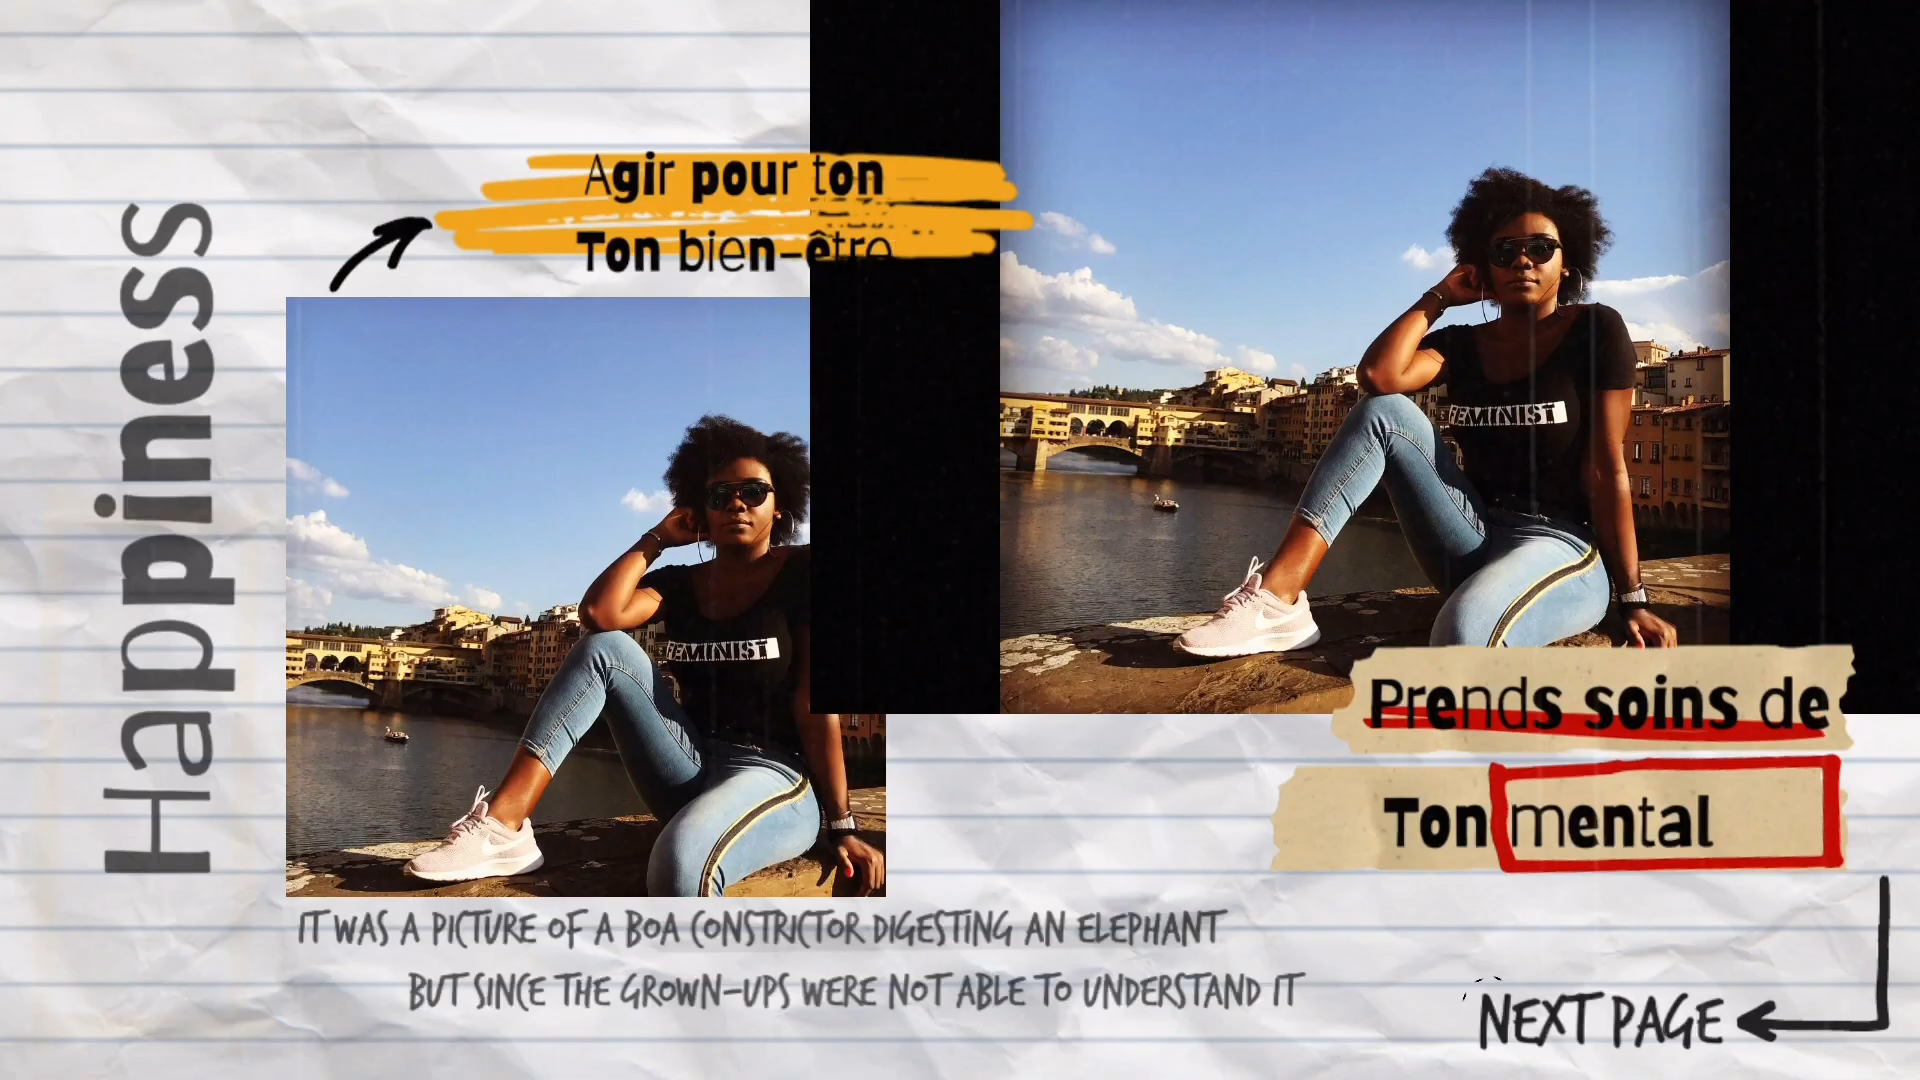 Happiness
Agir pour ton
Ton bien-être
FEMINIST
FEMINIST
Prends soins de
Ton mental
IT WAS A PICTURE OF A BOA CONSTRICTOR DIGESTING AN ELEPHANT
BUT SINCE THE GROWN-UPS WERE NOT ABLE TO UNDERSTAND IT
NEXT PAGE